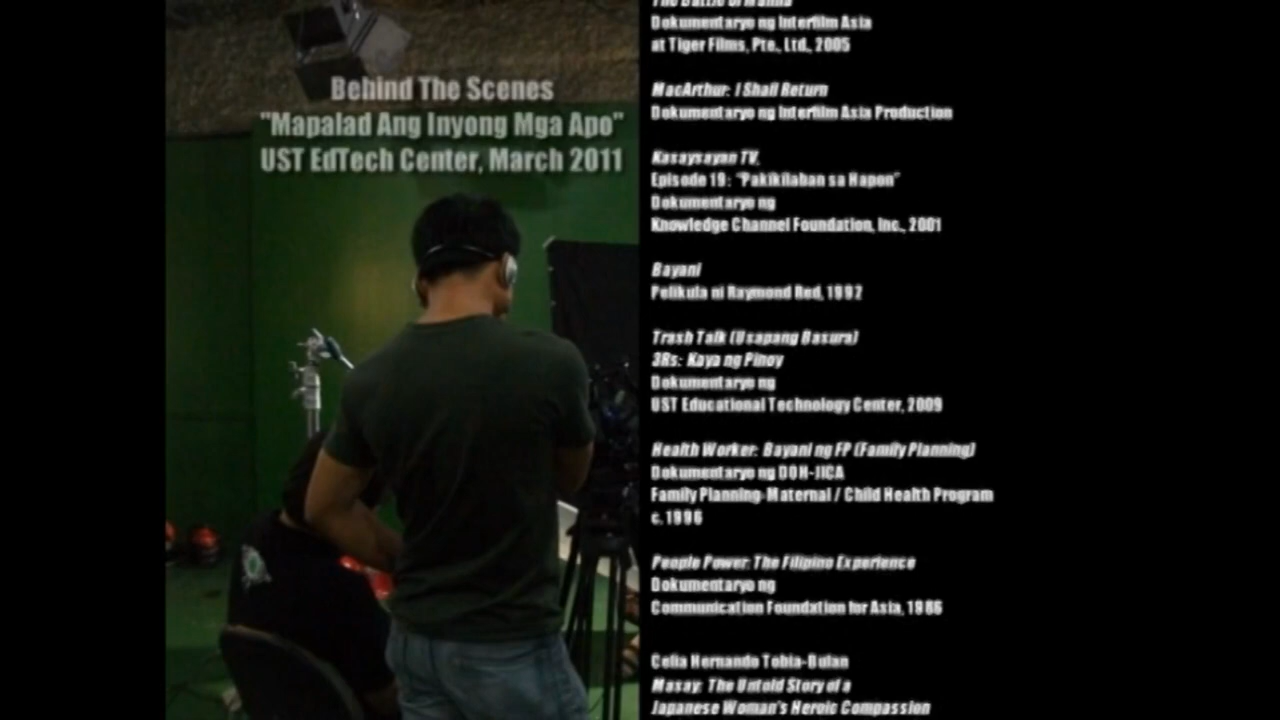 Behind The Scenes
"Mapalad Ang Inyong Mga Apo"
UST EdTech Center, March 2011
The Battle of Manila
Dokumentaryo ng Interfilm Asia
at Tiger Films, Pte., Ltd., 2005
MacArthur: I Shall Return
Dokumentaryo ng Interfilm Asia Production
Kasaysayan TV,
Episode 19: "Pakikilaban sa Hapon"
Dokumentaryo ng
Knowledge Channel Foundation, Inc., 2001
Bayani
Pelikula ni Raymond Red, 1992
Trash Talk (Usapang Basura)
3Rs: Kaya ng Pinoy
Dokumentaryo ng
UST Educational Technology Center, 2009
Health Worker: Bayani ng FP (Family Planning)
Dokumentaryo ng DOH-JICA
Family Planning-Maternal / Child Health Program
c. 1996
People Power: The Filipino Experience
Dokumentaryo ng
Communication Foundation for Asia, 1986
Celia Hernando Tobia-Bulan
Masay: The Untold Story of a
Japanese Woman's Heroic Compassion